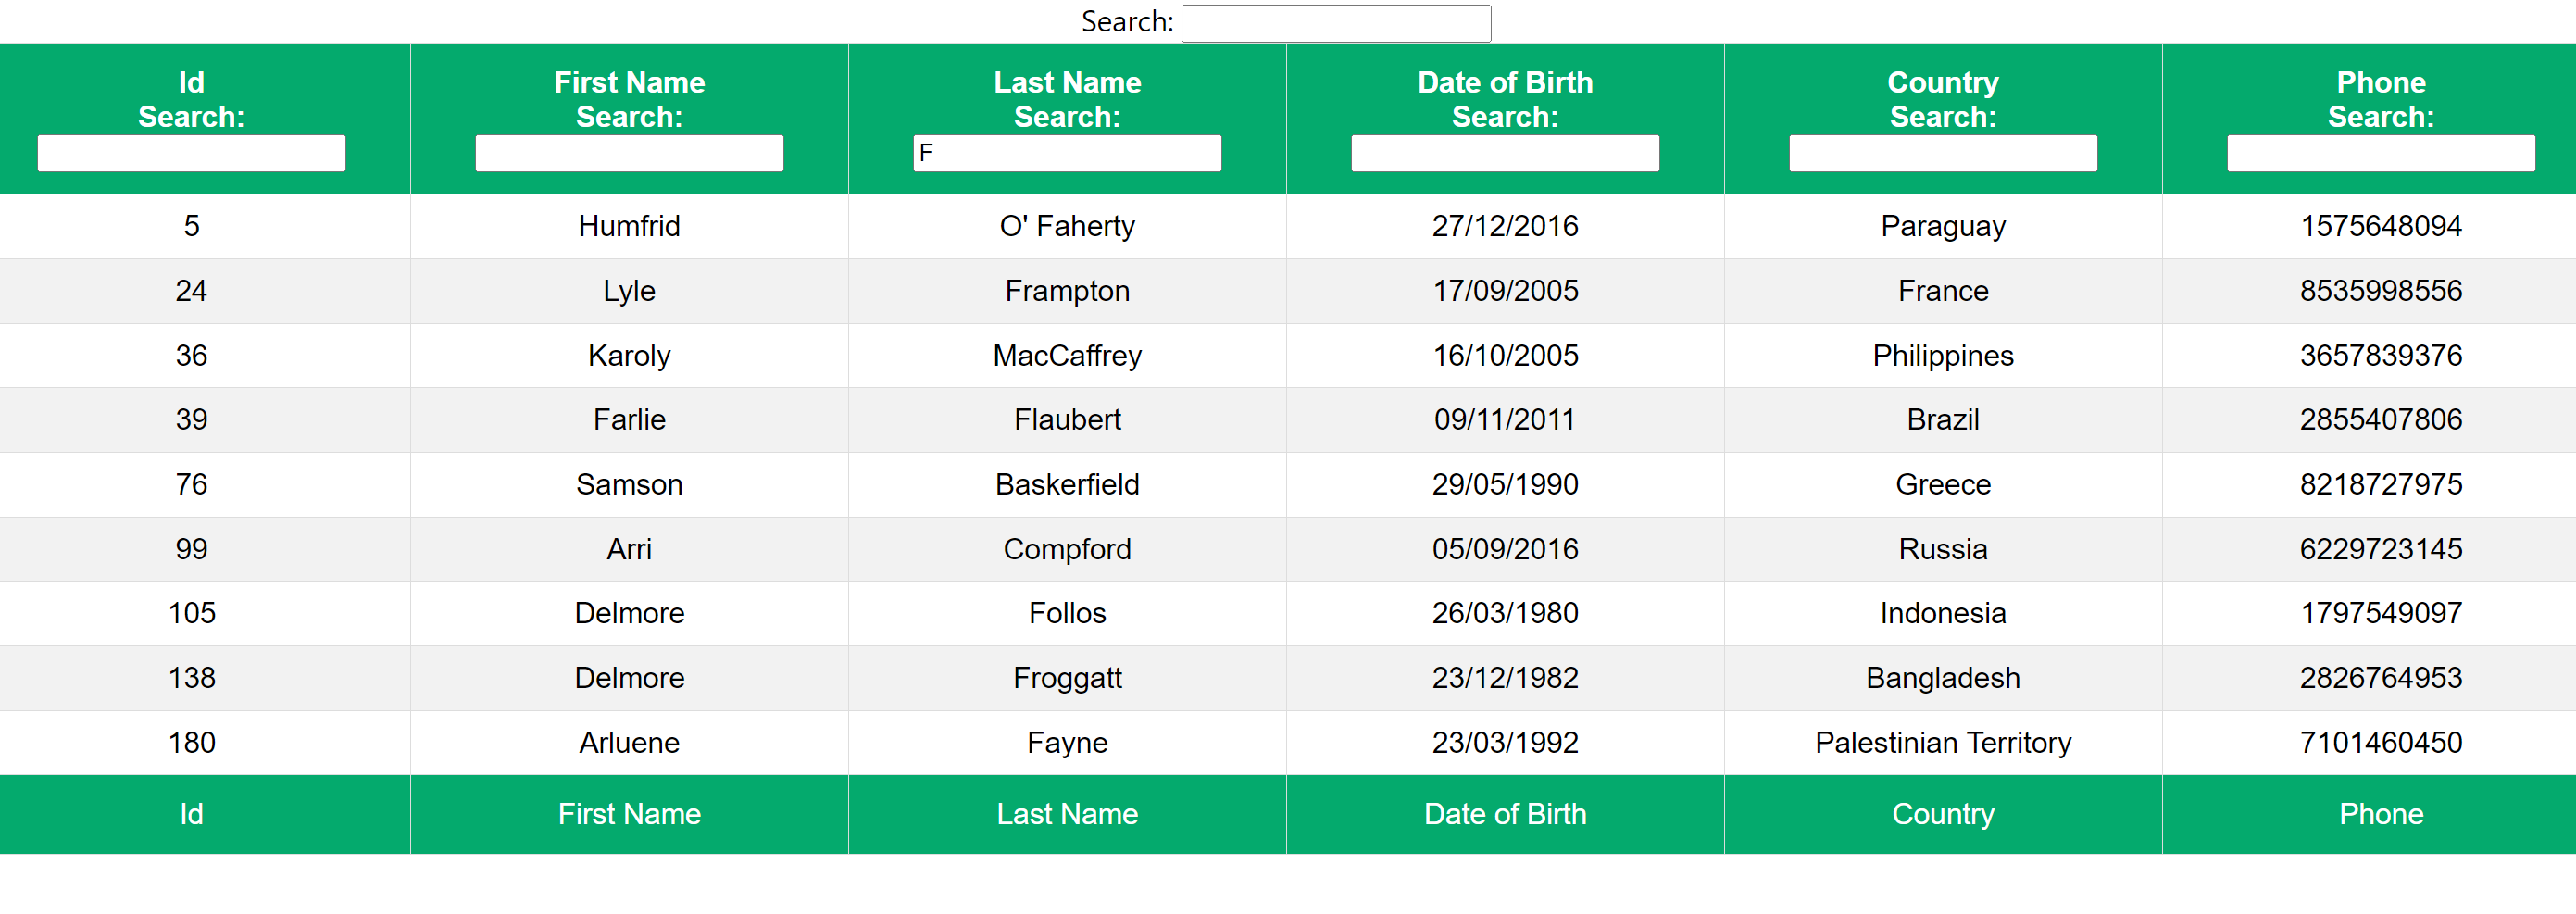 Search:
Id First Name Last Name Date of Birth Country Phone
Search: Search: Search: Search: Search: Search:
F
5 Humfrid O' Faherty 27/12/2016 Paraguay 1575648094
24 Lyle Frampton 17/09/2005 France 8535998556
36 Karoly MacCaffrey 16/10/2005 Philippines 3657839376
39 Farlie Flaubert 09/11/2011 Brazil 2855407806
76 Samson Baskerfield 29/05/1990 Greece 8218727975
99 Arri Compford 05/09/2016 Russia 6229723145
105 Delmore Follos 26/03/1980 Indonesia 1797549097
138 Delmore Froggatt 23/12/1982 Bangladesh 2826764953
180 Arluene Fayne 23/03/1992 Palestinian Territory 7101460450
Id First Name Last Name Date of Birth Country Phone